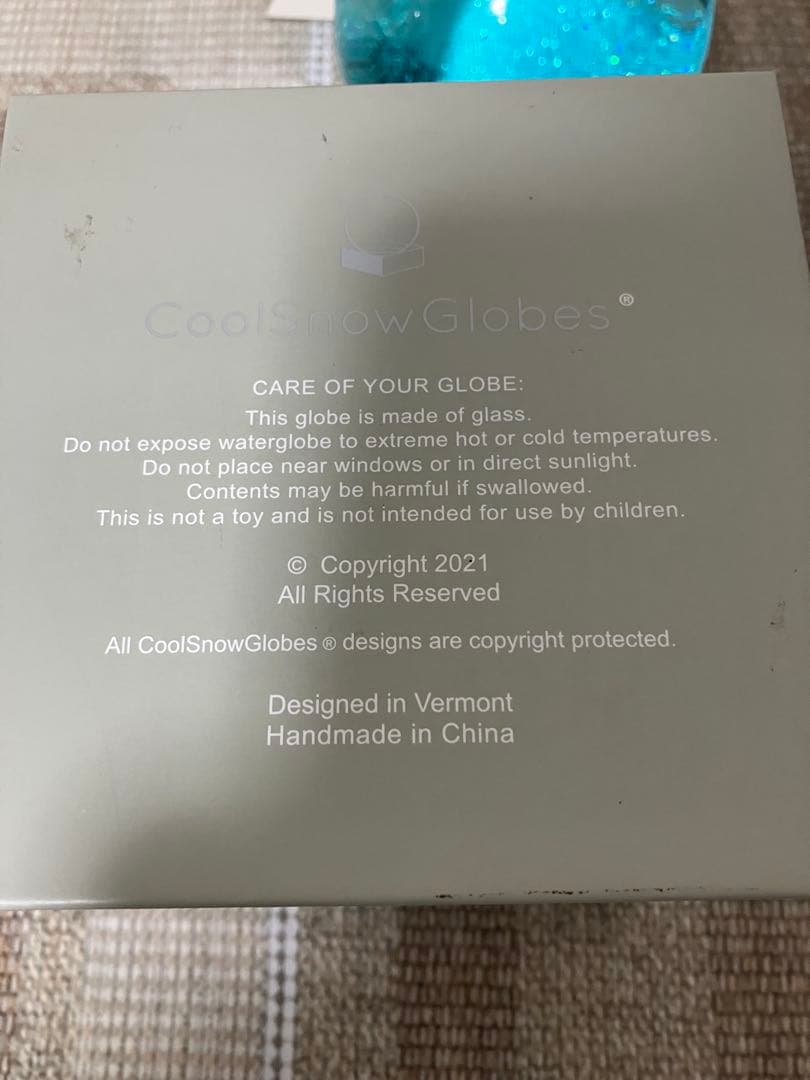 CoolSnowGlobes®
CARE OF YOUR GLOBE:
This globe is made of glass.
Do not expose waterglobe to extreme hot or cold temperatures.
Do not place near windows or in direct sunlight.
Contents may be harmful if swallowed.
This is not a toy and is not intended for use by children.
© Copyright 2021
All Rights Reserved
All CoolSnowGlobes ® designs are copyright protected.
Designed in Vermont
Handmade in China